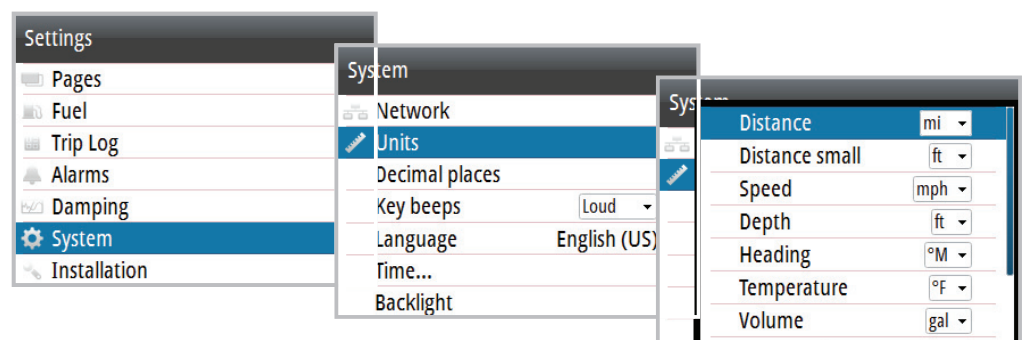 Settings
Pages
Fuel
Trip Log
Alarms
Damping
System
Installation
System
Network
Units
Decimal places
Key beeps Loud
Language English (US)
Time...
Backlight
Distance mi
Distance small ft
Speed mph
Depth ft
Heading °M
Temperature °F
Volume gal